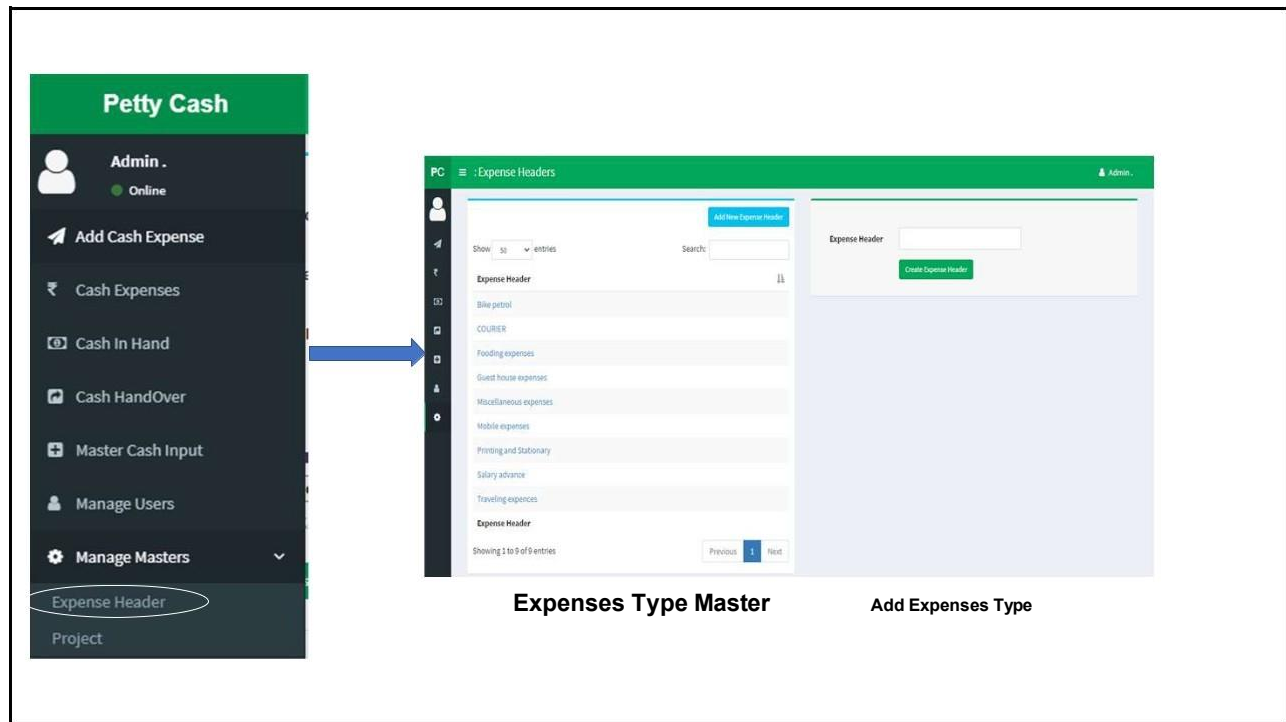 Petty Cash
Admin .
Online
Add Cash Expense
₹ Cash Expenses
Cash In Hand
Cash HandOver
Master Cash Input
Manage Users
Manage Masters
Expense Header
Project
PC : Expense Headers Admin .
Add New Expense Header
Show 50 entries Search:
Expense Header
Bike petrol
COURIER
Fooding expenses
Guest house expenses
Miscellaneous expenses
Mobile expenses
Printing and Stationary
Salary advance
Traveling expences
Expense Header
Showing 1 to 9 of 9 entries Previous 1 Next
Expense Header
Create Expense Header
₹
Expenses Type Master
Add Expenses Type